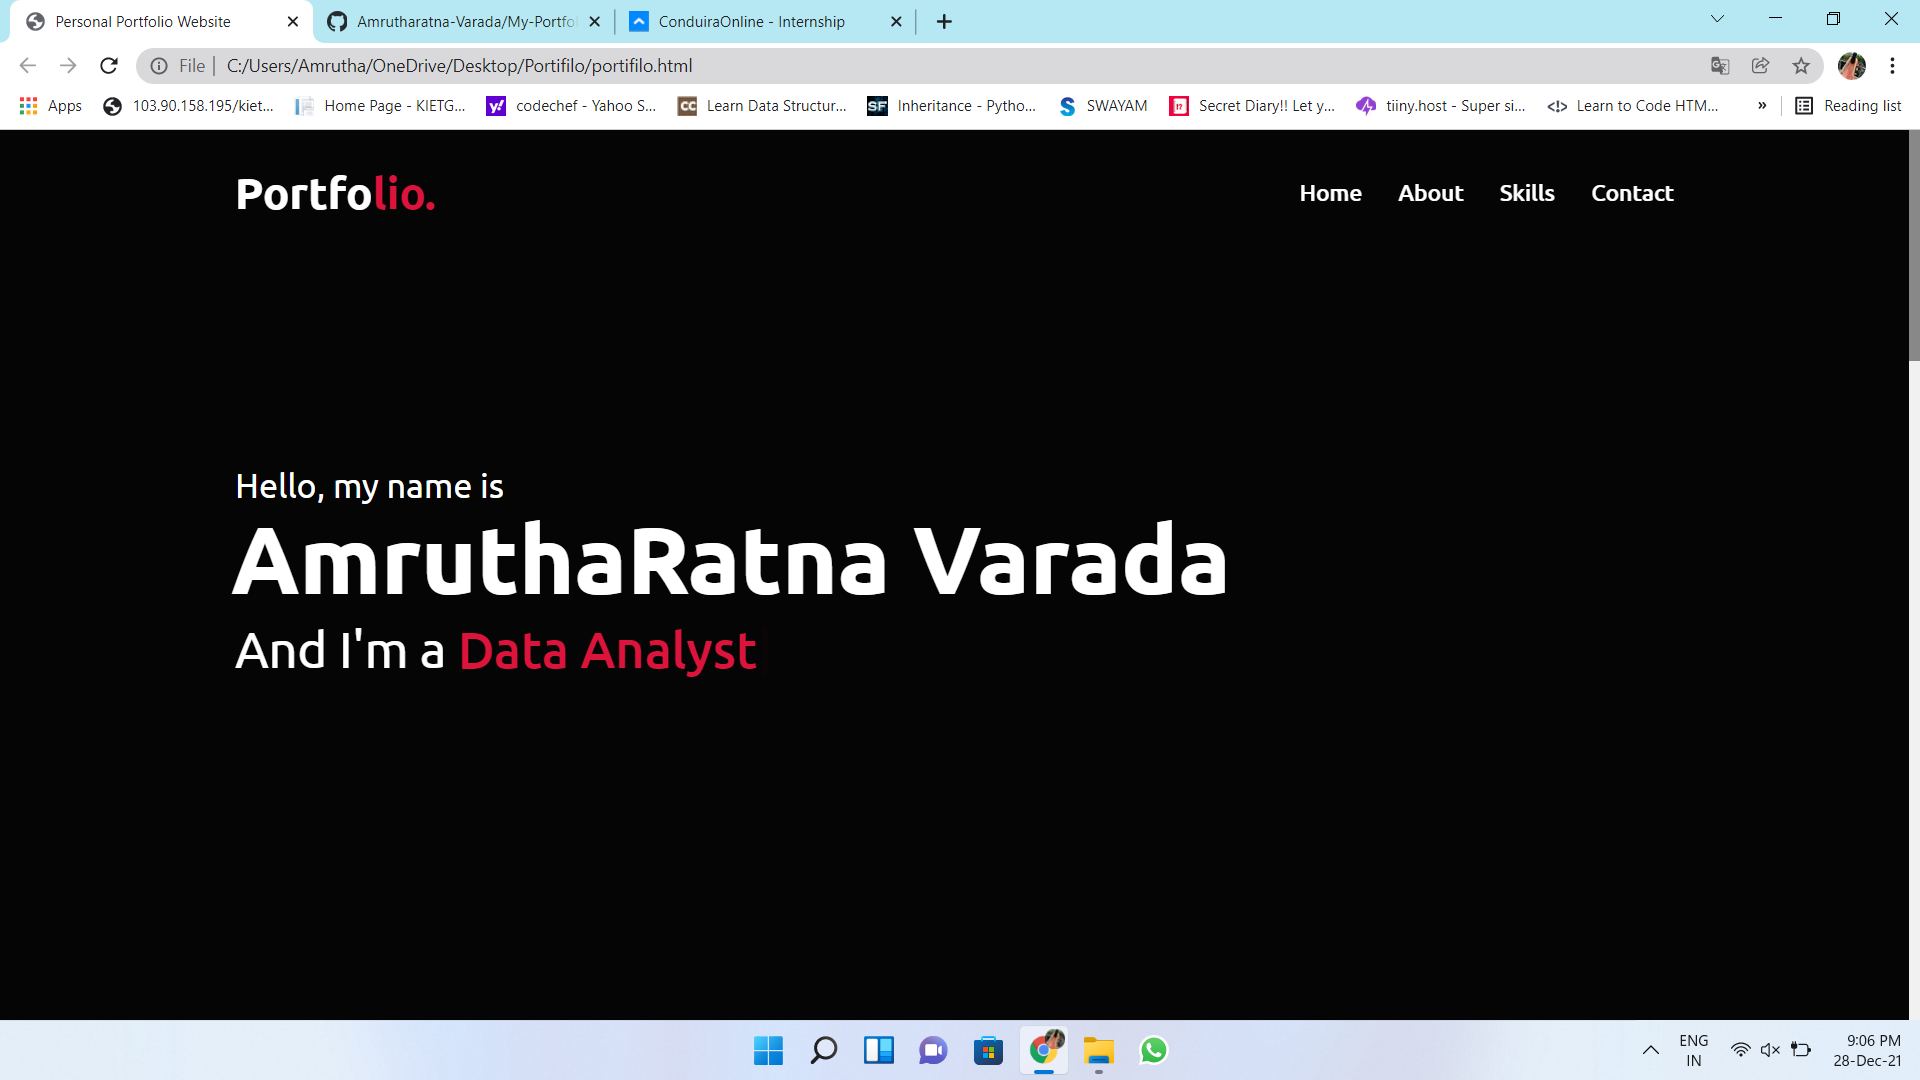 Personal Portfolio Website
Amrutharatna-Varada/My-Portfol
ConduiraOnline - Internship
File | C:/Users/Amrutha/OneDrive/Desktop/Portifilo/portifilo.html
Apps
103.90.158.195/kiet...
Home Page - KIETG...
codechef - Yahoo S...
Learn Data Structur...
Inheritance - Pytho...
SWAYAM
Secret Diary!! Let y...
tiiny.host - Super si...
Learn to Code HTM...
»
Reading list
Portfolio.
Home
About
Skills
Contact
Hello, my name is
AmruthaRatna Varada
And I'm a Data Analyst
ENG
IN
9:06 PM
28-Dec-21